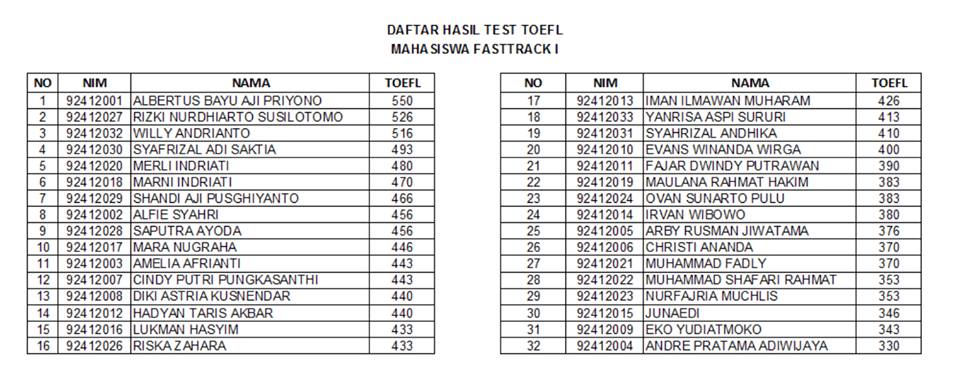 DAFTAR HASIL TEST TOEFL
MAHASISWA FASTTRACK I
NO NIM NAMA TOEFL
1 92412001 ALBERTUS BAYU AJI PRIYONO 550
2 92412027 RIZKI NURDHIARTO SUSILOTOMO 526
3 92412032 WILLY ANDRIANTO 516
4 92412030 SYAFRIZAL ADI SAKTIA 493
5 92412020 MERLI INDRIATI 480
6 92412018 MARNI INDRIATI 470
7 92412029 SHANDI AJI PUSGHIYANTO 466
8 92412002 ALFIE SYAHRI 456
9 92412028 SAPUTRA AYODA 456
10 92412017 MARA NUGRAHA 446
11 92412003 AMELIA AFRIANTI 443
12 92412007 CINDY PUTRI PUNGKASANTHI 443
13 92412008 DIKI ASTRIA KUSNENDAR 440
14 92412012 HADYAN TARIS AKBAR 440
15 92412016 LUKMAN HASYIM 433
16 92412026 RISKA ZAHARA 433
NO NIM NAMA TOEFL
17 92412013 IMAN ILMAWAN MUHARAM 426
18 92412033 YANRISA ASPI SURURI 413
19 92412031 SYAHRIZAL ANDHIKA 410
20 92412010 EVANS WINANDA WIRGA 400
21 92412011 FAJAR DWINDY PUTRAWAN 390
22 92412019 MAULANA RAHMAT HAKIM 383
23 92412024 OVAN SUNARTO PULU 383
24 92412014 IRVAN WIBOWO 380
25 92412005 ARBY RUSMAN JIWATAMA 376
26 92412006 CHRISTI ANANDA 370
27 92412021 MUHAMMAD FADLY 370
28 92412022 MUHAMMAD SHAFARI RAHMAT 353
29 92412023 NURFAJRIA MUCHLIS 353
30 92412015 JUNAEDI 346
31 92412009 EKO YUDIATMOKO 343
32 92412004 ANDRE PRATAMA ADIWIJAYA 330